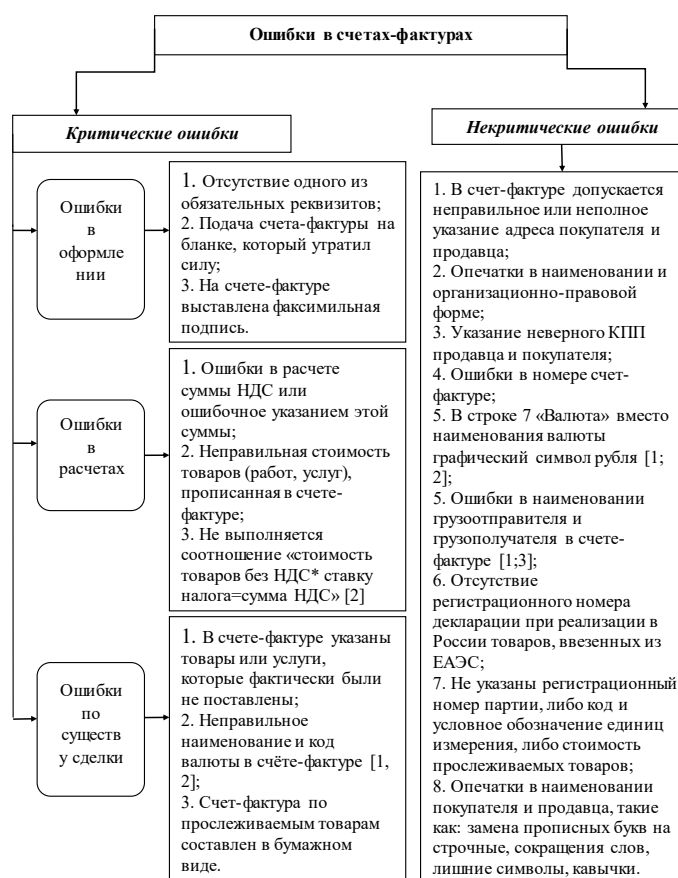 Ошибки в счетах-фактурах
Критические ошибки
Некритические ошибки
Ошибки
в
оформле
нии
1. Отсутствие одного из
обязательных реквизитов;
2. Подача счета-фактуры на
бланке, который утратил
силу;
3. На счете-фактуре
выставлена факсимильная
подпись.
Ошибки
в
расчетах
1. Ошибки в расчете
суммы НДС или
ошибочное указанием этой
суммы;
2. Неправильная стоимость
товаров (работ, услуг),
прописанная в счете-
фактуре;
3. Не выполняется
соотношение «стоимость
товаров без НДС* ставку
налога=сумма НДС» [2]
Ошибки
по
существ
у сделки
1. В счете-фактуре указаны
товары или услуги,
которые фактически были
не поставлены;
2. Неправильное
наименование и код
валюты в счёте-фактуре [1,
2];
3. Счет-фактура по
прослеживаемым товарам
составлен в бумажном
виде.
1. В счет-фактуре допускается
неправильное или неполное
указание адреса покупателя и
продавца;
2. Опечатки в наименовании и
организационно-правовой
форме;
3. Указание неверного КПП
продавца и покупателя;
4. Ошибки в номере счет-
фактуре;
5. В строке 7 «Валюта» вместо
наименования валюты
графический символ рубля [1;
2];
5. Ошибки в наименовании
грузоотправителя и
грузополучателя в счете-
фактуре [1;3];
6. Отсутствие
регистрационного номера
декларации при реализации в
России товаров, ввезенных из
ЕАЭС;
7. Не указаны регистрационный
номер партии, либо код и
условное обозначение единиц
измерения, либо стоимость
прослеживаемых товаров;
8. Опечатки в наименовании
покупателя и продавца, такие
как: замена прописных букв на
строчные, сокращения слов,
лишние символы, кавычки.